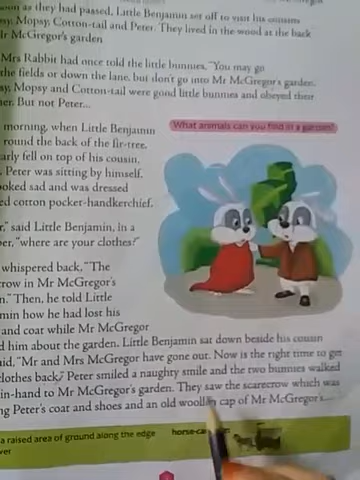 soon as they had passed, Little Benjamin set off to visit his cousins
sy, Mopsy, Cotton-tail and Peter. They lived in the wood at the back
Mr McGregor's garden
Mrs Rabbit had once told the little bunnies, "You may go
the fields or down the lane, but don't go into Mr McGregor's garden.
sy, Mopsy and Cotton-tail were good little bunnies and obeyed their
her. But not Peter...
morning, when Little Benjamin
round the back of the fir-tree.
arly fell on top of his cousin,
. Peter was sitting by himself.
ooked sad and was dressed
ed cotton pocket-handkerchief.
What animals can you find in a garden?
r," said Little Benjamin, in a
per, "where are your clothes?"
whispered back, "The
row in Mr McGregor's
n." Then, he told Little
min how he had lost his
and coat while Mr McGregor
d him about the garden. Little Benjamin sat down beside his cousin
aid, "Mr and Mrs McGregor have gone out. Now is the right time to get
clothes back." Peter smiled a naughty smile and the two bunnies walked
in-hand to Mr McGregor's garden. They saw the scarecrow which was
ng Peter's coat and shoes and an old woollen cap of Mr McGregor's...
a raised area of ground along the edge
ver